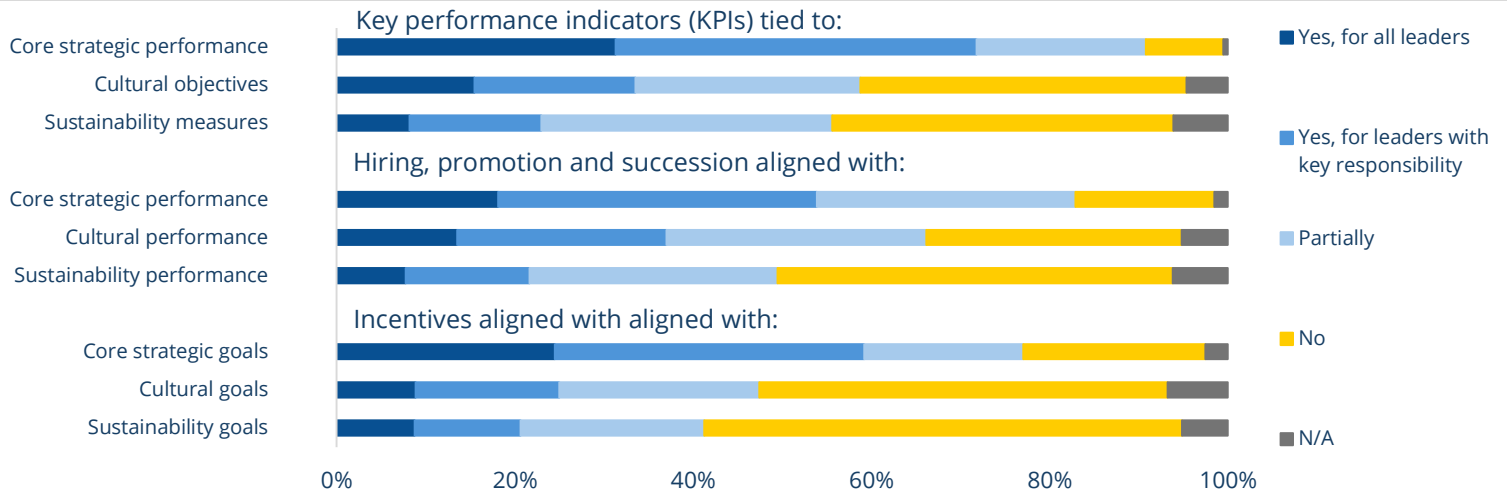 Key performance indicators (KPIs) tied to:
Core strategic performance
Cultural objectives
Sustainability measures
Hiring, promotion and succession aligned with:
Core strategic performance
Cultural performance
Sustainability performance
Incentives aligned with aligned with:
Core strategic goals
Cultural goals
Sustainability goals
0% 20% 40% 60% 80% 100%
Yes, for all leaders
Yes, for leaders with
key responsibility
Partially
No
N/A